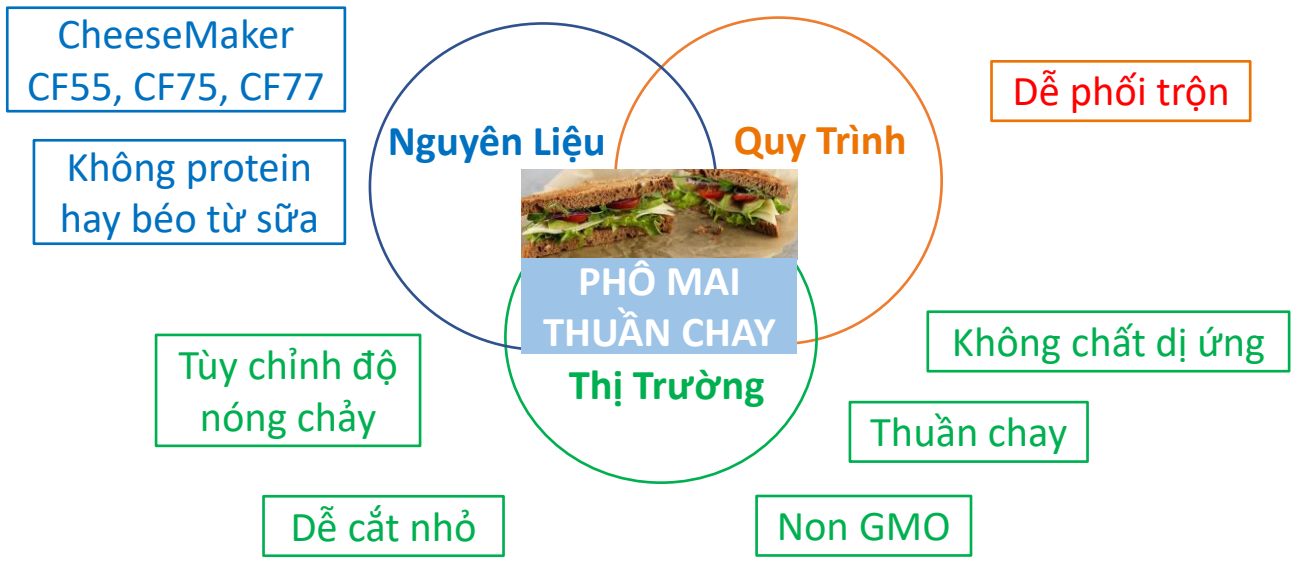 CheeseMaker
CF55, CF75, CF77
Không protein
hay béo từ sữa
Nguyên Liệu
Quy Trình
Dễ phối trộn
PHÔ MAI
THUẦN CHAY
Thị Trường
Tùy chỉnh độ
nóng chảy
Không chất dị ứng
Thuần chay
Dễ cắt nhỏ
Non GMO